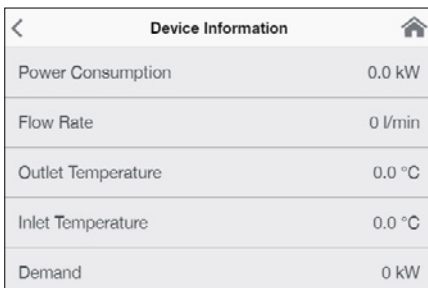 Device Information
Power Consumption 0.0 kW
Flow Rate 0 l/min
Outlet Temperature 0.0 °C
Inlet Temperature 0.0 °C
Demand 0 kW